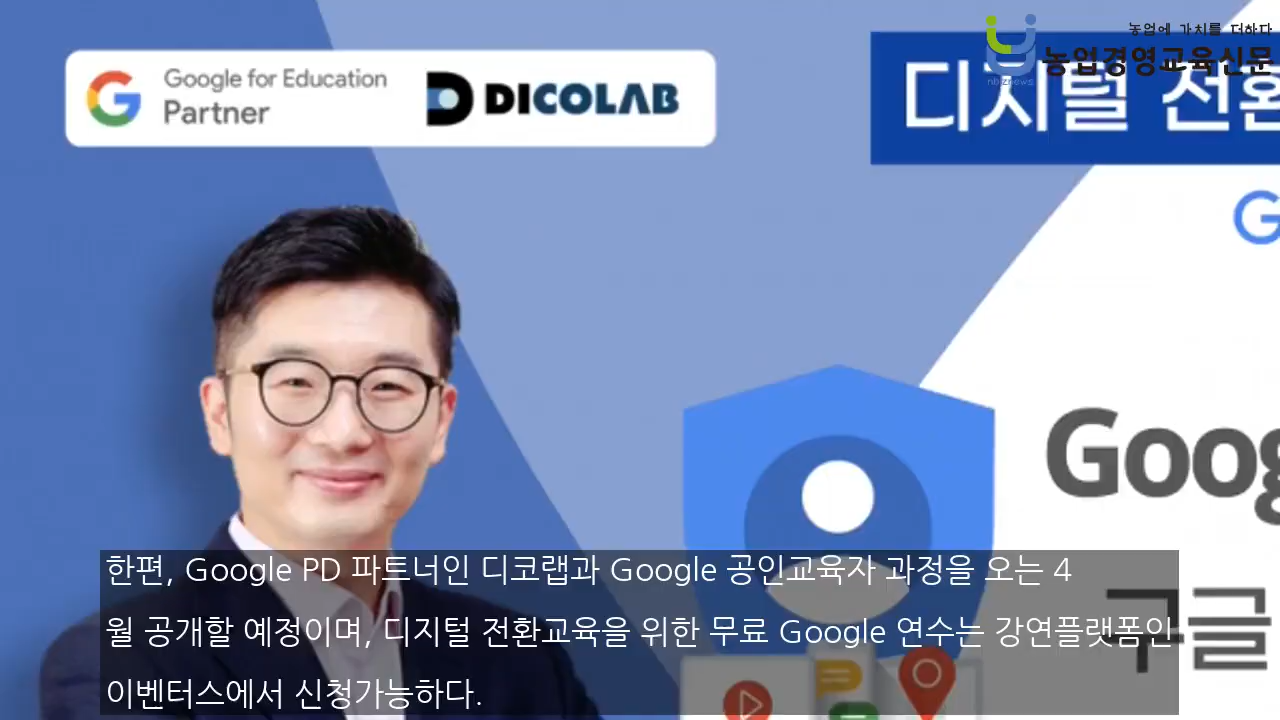 농업에 가치를 더하다
농업경영교육신문
nbiznews
Google for Education
Partner
DICOLAB
디지털 전환
G
Goog
구글
한편, Google PD 파트너인 디코랩과 Google 공인교육자 과정을 오는 4
월 공개할 예정이며, 디지털 전환교육을 위한 무료 Google 연수는 강연플랫폼인
이벤터스에서 신청가능하다.